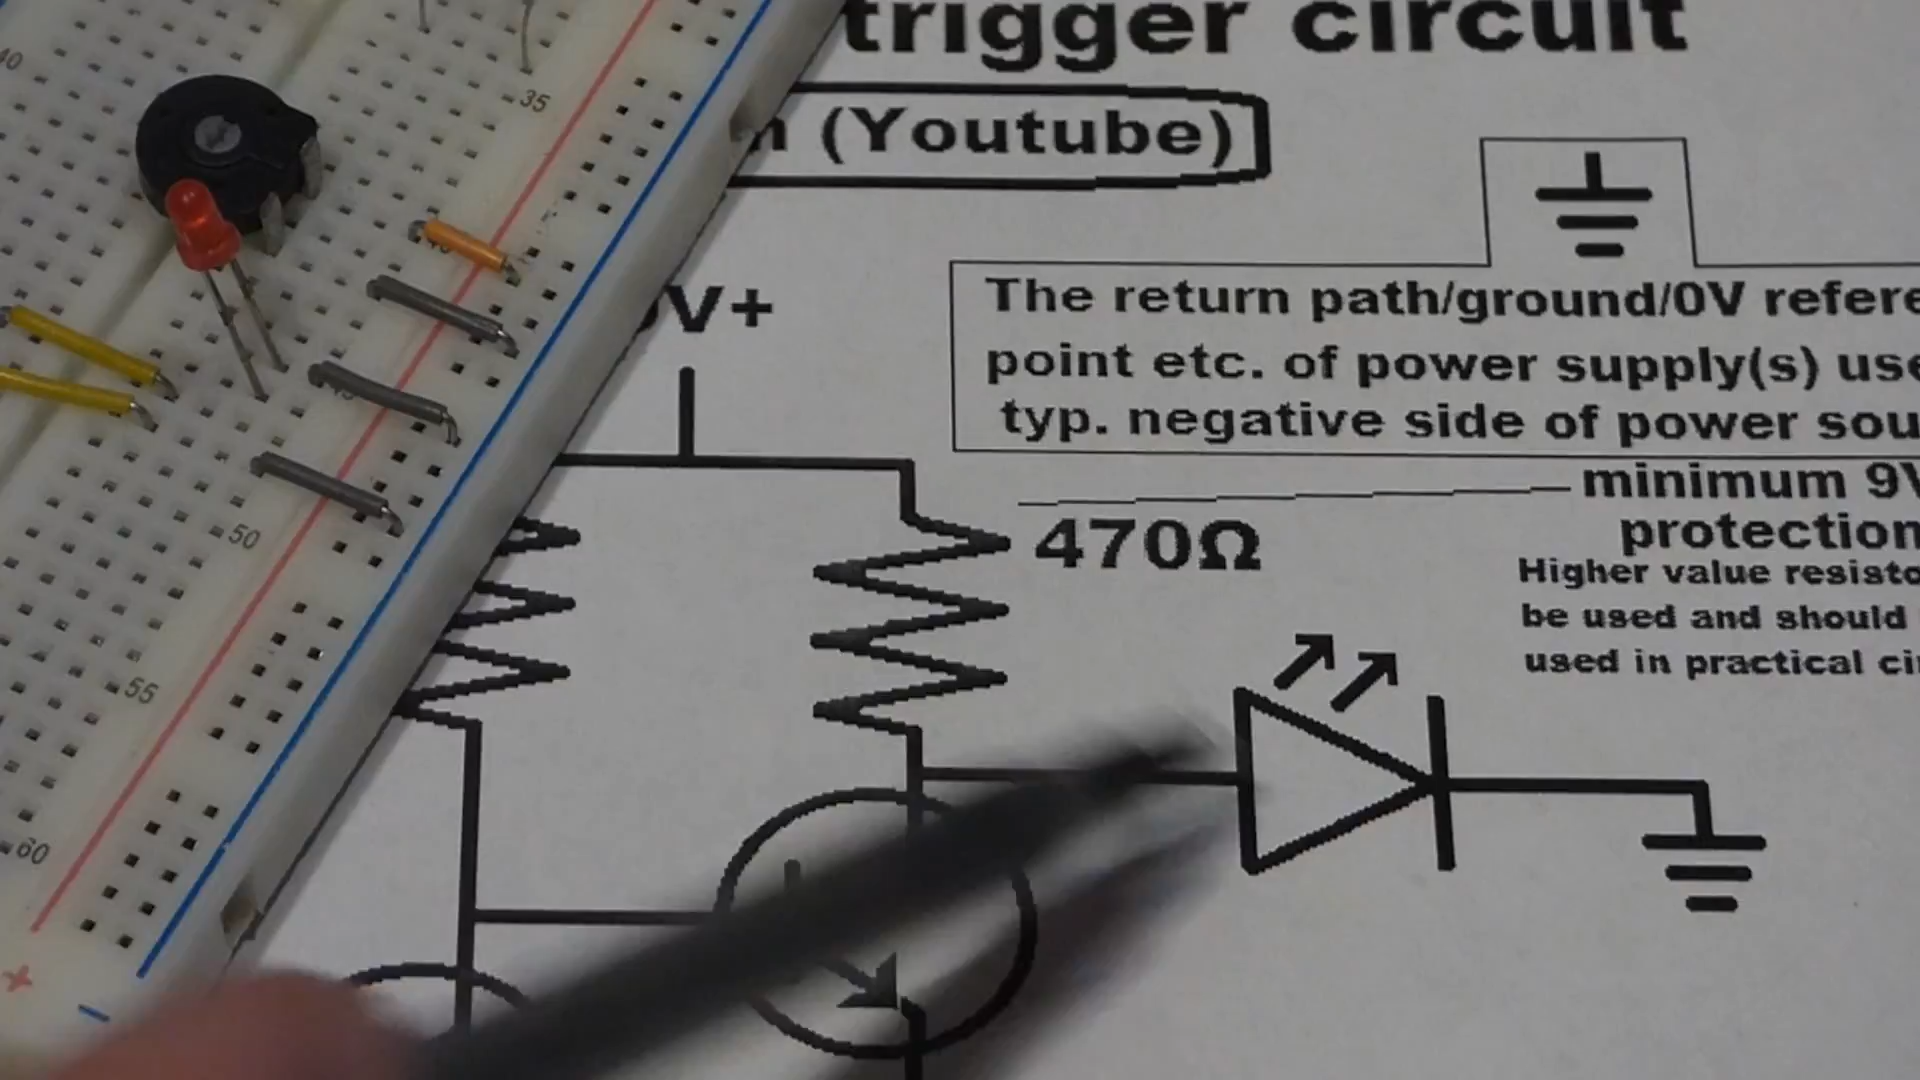 trigger circuit
(Youtube)
V+
The return path/ground/0V refere
point etc. of power supply(s) use
typ. negative side of power sou
minimum 9V
protection
470Ω
Higher value resisto
be used and should
used in practical ci
40
35
50
55
60
+
−